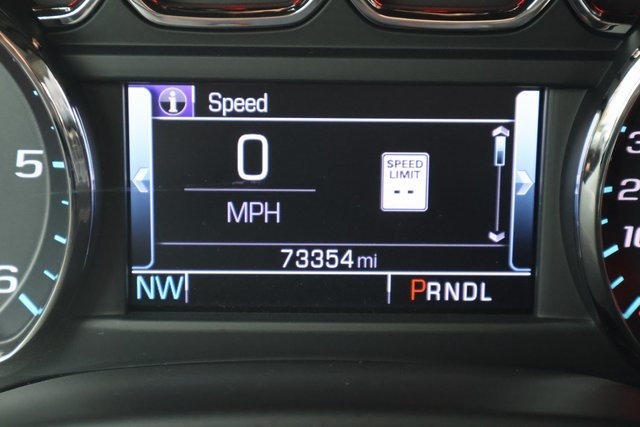 Speed
0
MPH
SPEED
LIMIT
--
73354 mi
NW
PRNDL
5
6